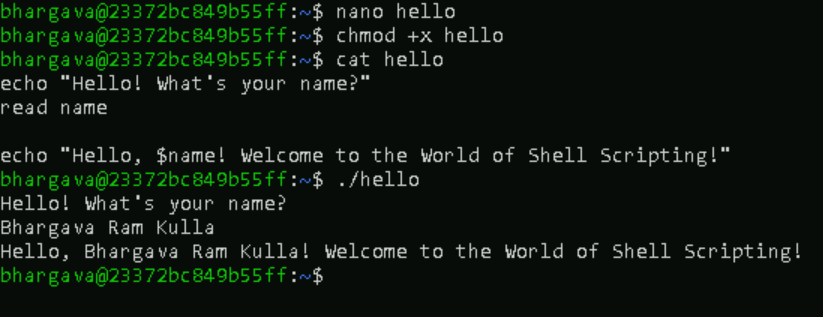 bhargava@23372bc849b55ff:~$ nano hello
bhargava@23372bc849b55ff:~$ chmod +x hello
bhargava@23372bc849b55ff:~$ cat hello
echo "Hello! What's your name?"
read name

echo "Hello, $name! Welcome to the World of Shell Scripting!"
bhargava@23372bc849b55ff:~$ ./hello
Hello! What's your name?
Bhargava Ram Kulla
Hello, Bhargava Ram Kulla! Welcome to the World of Shell Scripting!
bhargava@23372bc849b55ff:~$